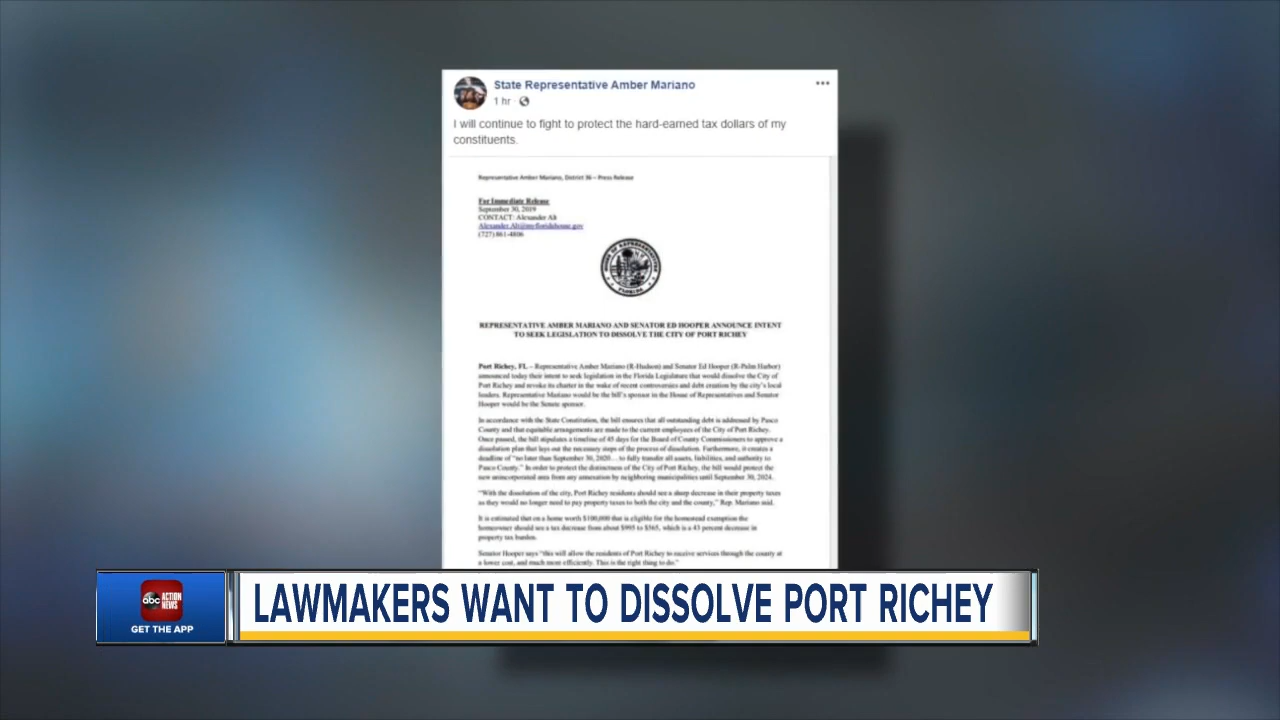 State Representative Amber Mariano
1 hr ·
I will continue to fight to protect the hard-earned tax dollars of my
constituents.
Representative Amber Mariano, District 36 – Press Release
For Immediate Release
September 30, 2019
CONTACT: Alexander Alt
Alexander.Alt@myfloridahouse.gov
(727) 861-4806
HOUSE OF REPRESENTATIVES
FLORIDA
REPRESENTATIVE AMBER MARIANO AND SENATOR ED HOOPER ANNOUNCE INTENT
TO SEEK LEGISLATION TO DISSOLVE THE CITY OF PORT RICHEY
Port Richey, FL – Representative Amber Mariano (R-Hudson) and Senator Ed Hooper (R-Palm Harbor)
announced today their intent to seek legislation in the Florida Legislature that would dissolve the City of
Port Richey and revoke its charter in the wake of recent controversies and debt creation by the city's local
leaders. Representative Mariano would be the bill's sponsor in the House of Representatives and Senator
Hooper would be the Senate sponsor.
In accordance with the State Constitution, the bill ensures that all outstanding debt is addressed by Pasco
County and that equitable arrangements are made to the current employees of the City of Port Richey.
Once passed, the bill stipulates a timeline of 45 days for the Board of County Commissioners to approve a
dissolution plan that lays out the necessary steps of the process of dissolution. Furthermore, it creates a
deadline of "no later than September 30, 2020… to fully transfer all assets, liabilities, and authority to
Pasco County." In order to protect the distinctness of the City of Port Richey, the bill would protect the
new unincorporated area from any annexation by neighboring municipalities until September 30, 2024.
"With the dissolution of the city, Port Richey residents should see a sharp decrease in their property taxes
as they would no longer need to pay property taxes to both the city and the county," Rep. Mariano said.
It is estimated that on a home worth $100,000 that is eligible for the homestead exemption the
homeowner should see a tax decrease from about $995 to $565, which is a 43 percent decrease in
property tax burden.
Senator Hooper says "this will allow the residents of Port Richey to receive services through the county at
a lower cost, and much more efficiently. This is the right thing to do."
abc ACTION NEWS
GET THE APP
LAWMAKERS WANT TO DISSOLVE PORT RICHEY